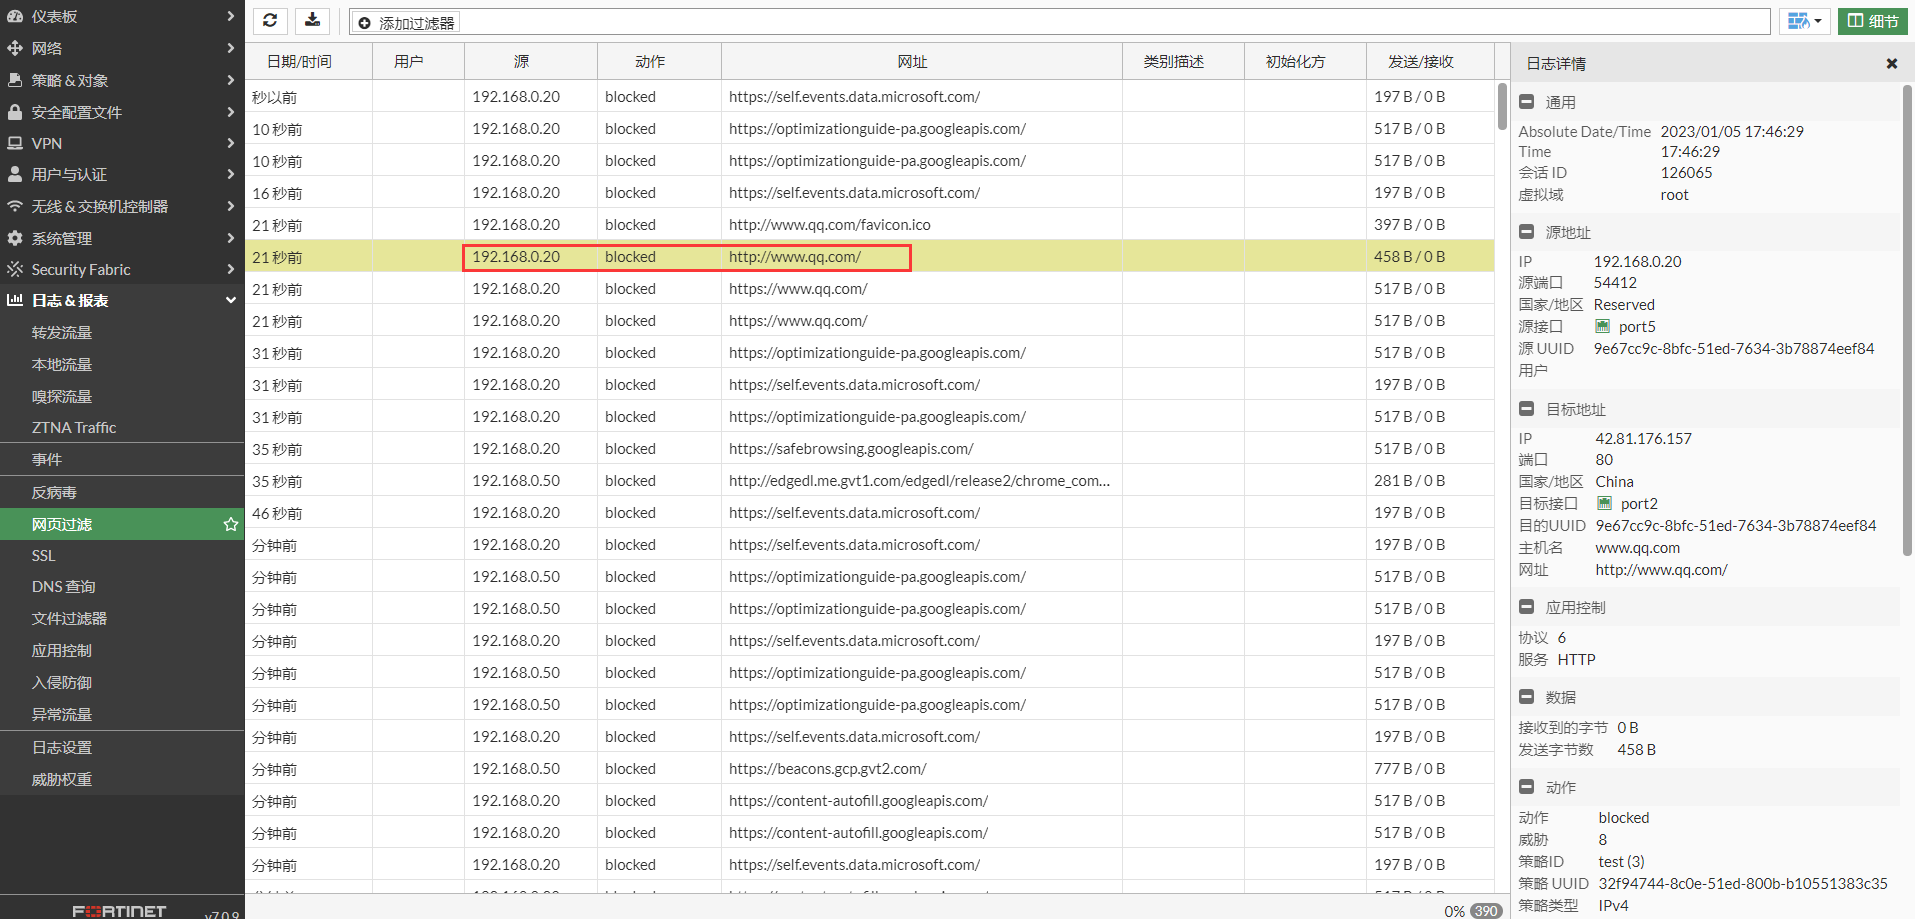 仪表板
网络
策略 & 对象
安全配置文件
VPN
用户与认证
无线 & 交换机控制器
系统管理
Security Fabric
日志 & 报表
转发流量
本地流量
嗅探流量
ZTNA Traffic
事件
反病毒
网页过滤
SSL
DNS 查询
文件过滤器
应用控制
入侵防御
异常流量
日志设置
威胁权重
FORTINET v7.0.9
添加过滤器 细节
日期/时间 用户 源 动作 网址 类别描述 初始化方 发送/接收
秒以前 192.168.0.20 blocked https://self.events.data.microsoft.com/ 197 B / 0 B
10 秒前 192.168.0.20 blocked https://optimizationguide-pa.googleapis.com/ 517 B / 0 B
10 秒前 192.168.0.20 blocked https://optimizationguide-pa.googleapis.com/ 517 B / 0 B
16 秒前 192.168.0.20 blocked https://self.events.data.microsoft.com/ 197 B / 0 B
21 秒前 192.168.0.20 blocked http://www.qq.com/favicon.ico 397 B / 0 B
21 秒前 192.168.0.20 blocked http://www.qq.com/ 458 B / 0 B
21 秒前 192.168.0.20 blocked https://www.qq.com/ 517 B / 0 B
21 秒前 192.168.0.20 blocked https://www.qq.com/ 517 B / 0 B
31 秒前 192.168.0.20 blocked https://optimizationguide-pa.googleapis.com/ 517 B / 0 B
31 秒前 192.168.0.20 blocked https://self.events.data.microsoft.com/ 197 B / 0 B
31 秒前 192.168.0.20 blocked https://optimizationguide-pa.googleapis.com/ 517 B / 0 B
35 秒前 192.168.0.20 blocked https://safebrowsing.googleapis.com/ 517 B / 0 B
35 秒前 192.168.0.50 blocked http://edgedl.me.gvt1.com/edgedl/release2/chrome_com... 281 B / 0 B
46 秒前 192.168.0.20 blocked https://self.events.data.microsoft.com/ 197 B / 0 B
分钟前 192.168.0.20 blocked https://self.events.data.microsoft.com/ 197 B / 0 B
分钟前 192.168.0.50 blocked https://optimizationguide-pa.googleapis.com/ 517 B / 0 B
分钟前 192.168.0.50 blocked https://optimizationguide-pa.googleapis.com/ 517 B / 0 B
分钟前 192.168.0.20 blocked https://self.events.data.microsoft.com/ 197 B / 0 B
分钟前 192.168.0.50 blocked https://optimizationguide-pa.googleapis.com/ 517 B / 0 B
分钟前 192.168.0.50 blocked https://optimizationguide-pa.googleapis.com/ 517 B / 0 B
分钟前 192.168.0.20 blocked https://self.events.data.microsoft.com/ 197 B / 0 B
分钟前 192.168.0.50 blocked https://beacons.gcp.gvt2.com/ 777 B / 0 B
分钟前 192.168.0.20 blocked https://content-autofill.googleapis.com/ 517 B / 0 B
分钟前 192.168.0.20 blocked https://content-autofill.googleapis.com/ 517 B / 0 B
分钟前 192.168.0.20 blocked https://self.events.data.microsoft.com/ 197 B / 0 B
0% 390
日志详情
通用
Absolute Date/Time 2023/01/05 17:46:29
Time 17:46:29
会话 ID 126065
虚拟域 root
源地址
IP 192.168.0.20
源端口 54412
国家/地区 Reserved
源接口 port5
源 UUID 9e67cc9c-8bfc-51ed-7634-3b78874eef84
用户
目标地址
IP 42.81.176.157
端口 80
国家/地区 China
目标接口 port2
目的UUID 9e67cc9c-8bfc-51ed-7634-3b78874eef84
主机名 www.qq.com
网址 http://www.qq.com/
应用控制
协议 6
服务 HTTP
数据
接收到的字节 0 B
发送字节数 458 B
动作
动作 blocked
威胁 8
策略ID test (3)
策略 UUID 32f94744-8c0e-51ed-800b-b10551383c35
策略类型 IPv4